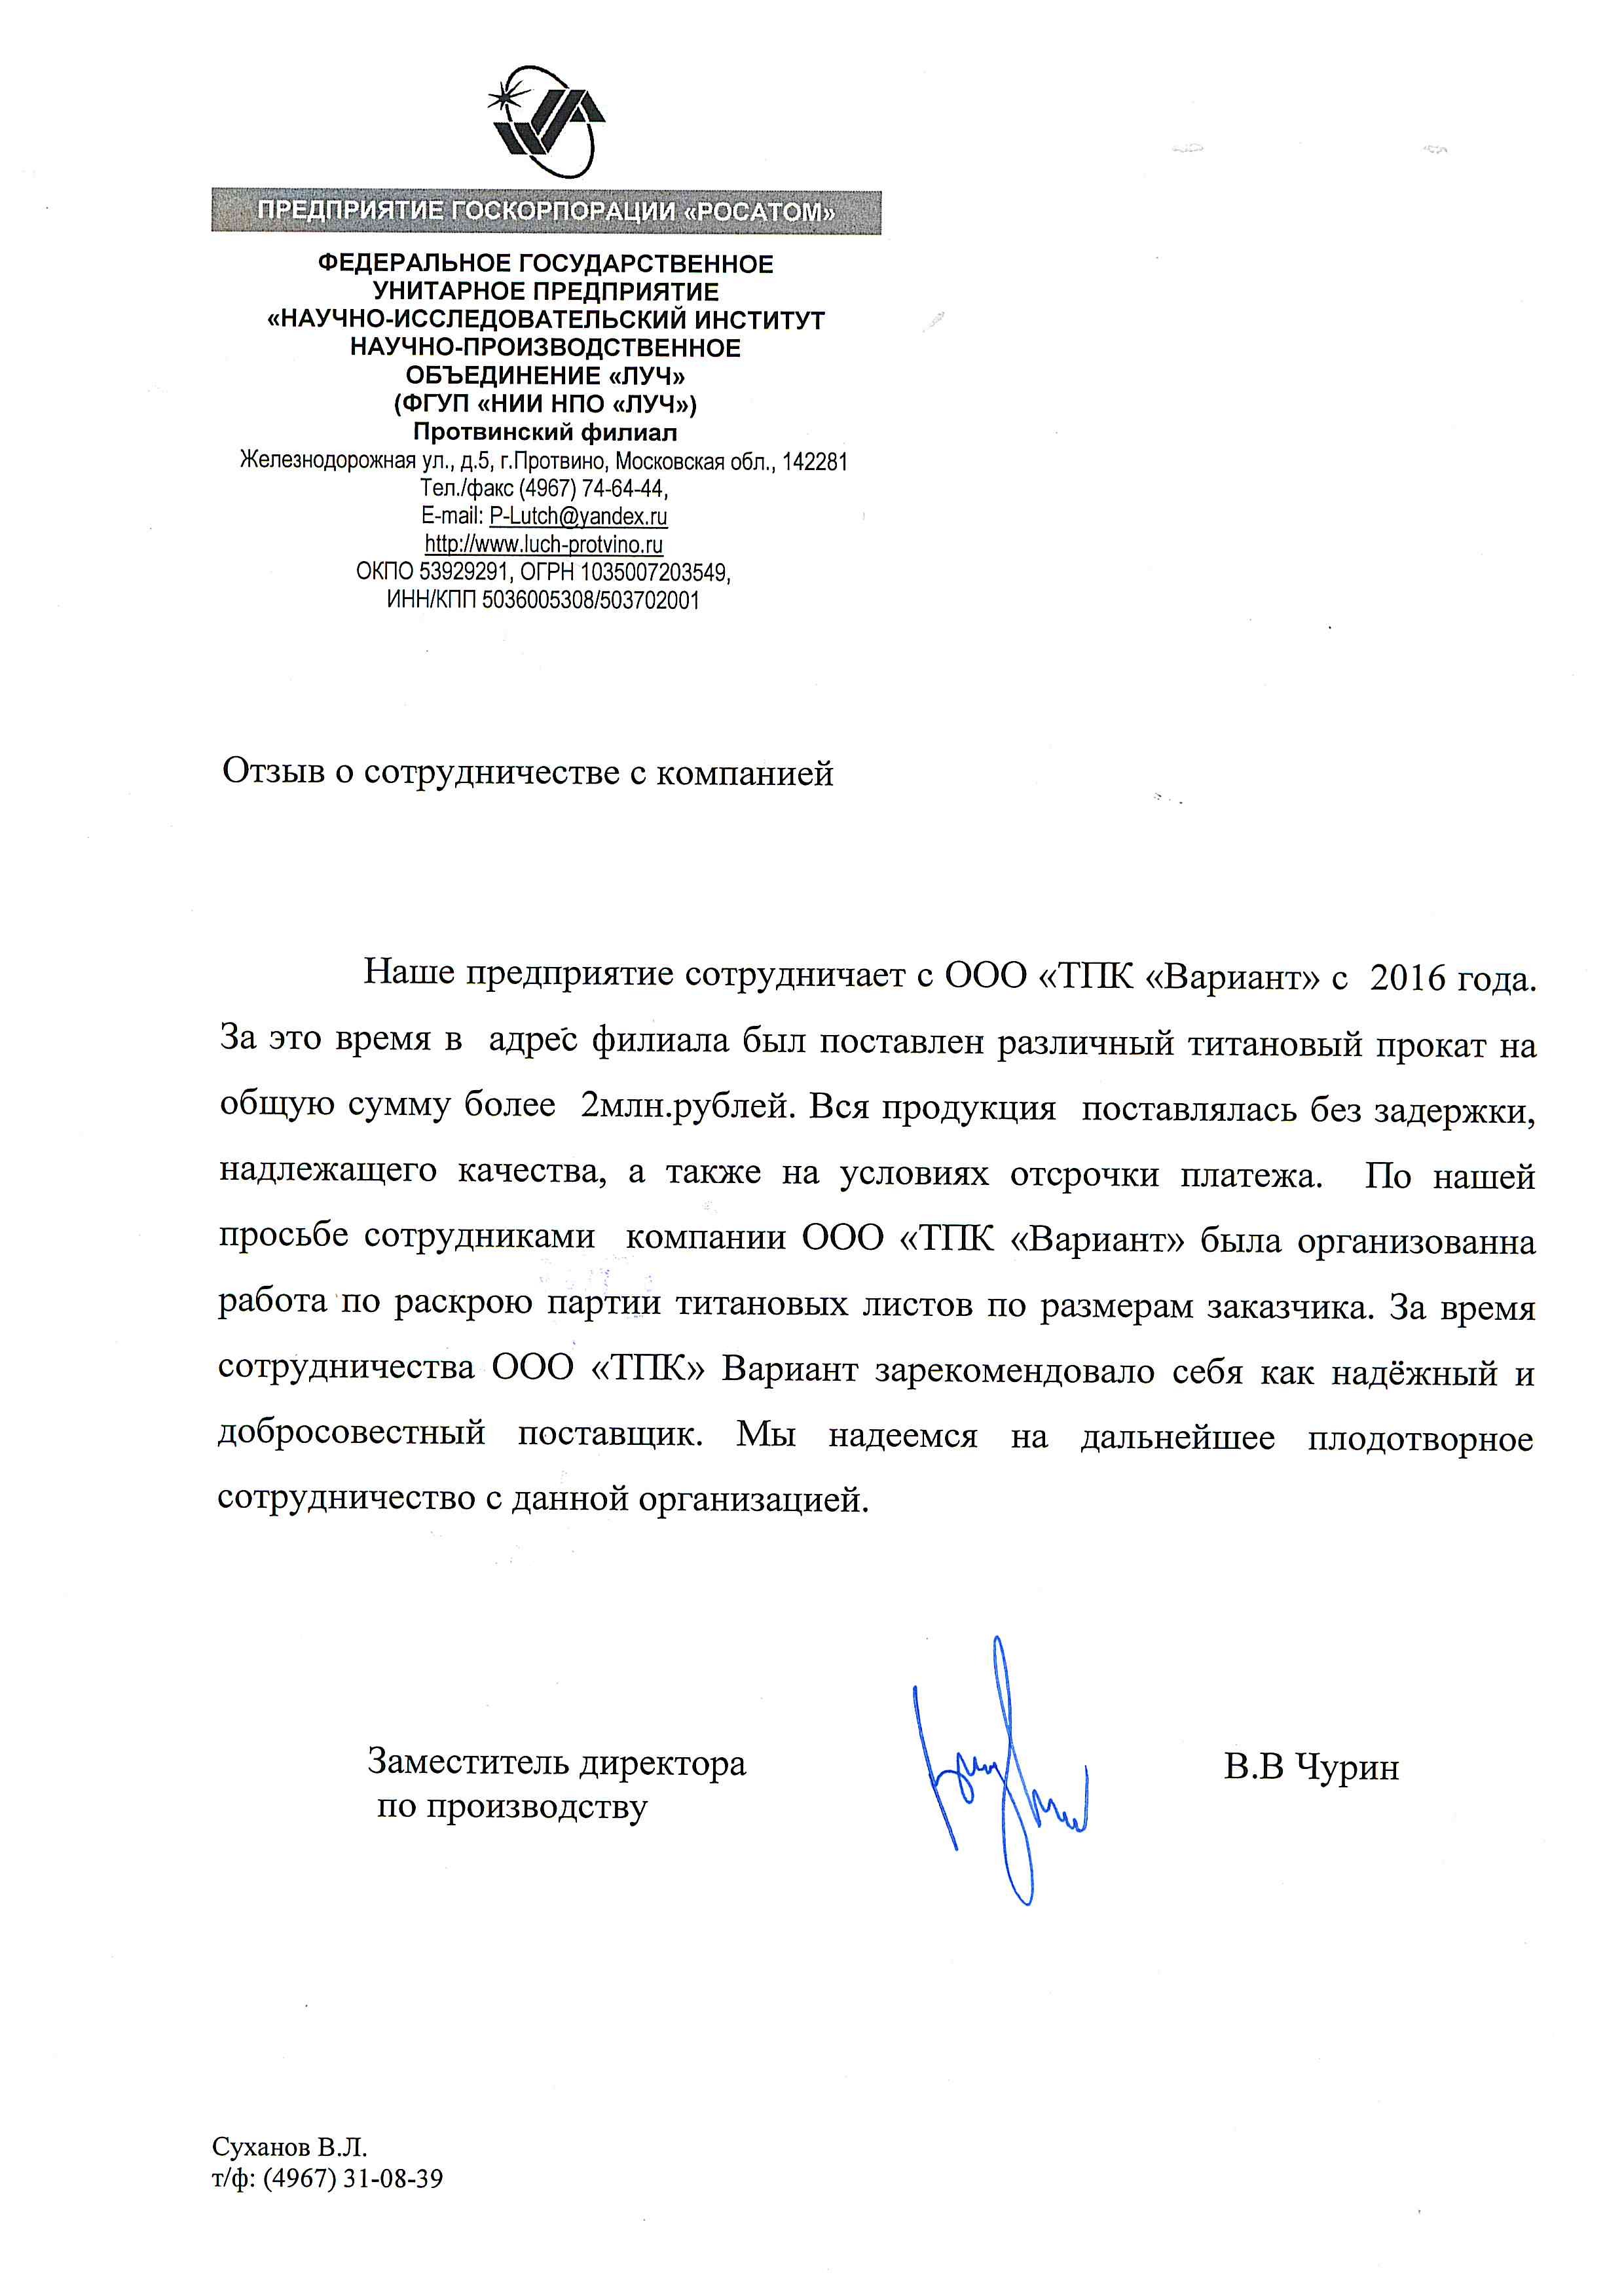 ПРЕДПРИЯТИЕ ГОСКОРПОРАЦИИ «РОСАТОМ»
ФЕДЕРАЛЬНОЕ ГОСУДАРСТВЕННОЕ
УНИТАРНОЕ ПРЕДПРИЯТИЕ
«НАУЧНО-ИССЛЕДОВАТЕЛЬСКИЙ ИНСТИТУТ
НАУЧНО-ПРОИЗВОДСТВЕННОЕ
ОБЪЕДИНЕНИЕ «ЛУЧ»
(ФГУП «НИИ НПО «ЛУЧ»)
Протвинский филиал
Железнодорожная ул., д.5, г.Протвино, Московская обл., 142281
Тел./факс (4967) 74-64-44,
E-mail: P-Lutch@yandex.ru
http://www.luch-protvino.ru
ОКПО 53929291, ОГРН 1035007203549,
ИНН/КПП 5036005308/503702001
Отзыв о сотрудничестве с компанией
Наше предприятие сотрудничает с ООО «ТПК «Вариант» с 2016 года.
За это время в адрес филиала был поставлен различный титановый прокат на
общую сумму более 2млн.рублей. Вся продукция поставлялась без задержки,
надлежащего качества, а также на условиях отсрочки платежа. По нашей
просьбе сотрудниками компании ООО «ТПК «Вариант» была организованна
работа по раскрою партии титановых листов по размерам заказчика. За время
сотрудничества ООО «ТПК» Вариант зарекомендовало себя как надёжный и
добросовестный поставщик. Мы надеемся на дальнейшее плодотворное
сотрудничество с данной организацией.
Заместитель директора
по производству
В.В Чурин
Суханов В.Л.
т/ф: (4967) 31-08-39